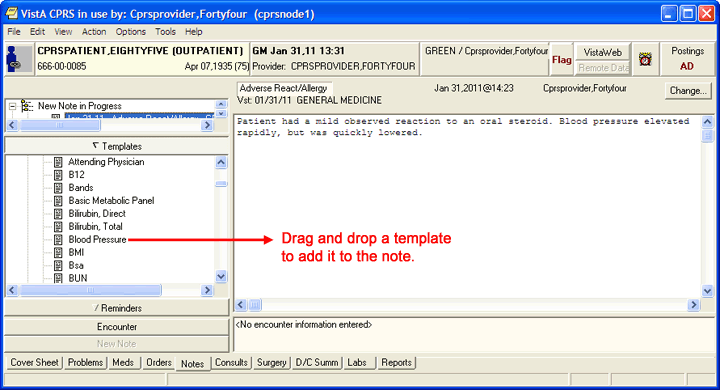 VistA CPRS in use by: Cprsprovider,Fortyfour (cprsnode1)
File Edit View Action Options Tools Help
CPRSPATIENT,EIGHTYFIVE (OUTPATIENT)
666-00-0085 Apr 07,1935 (75)
GM Jan 31,11 13:31
Provider: CPRSPROVIDER,FORTYFOUR
GREEN / Cprsprovider,Fortyfour
Flag
VistaWeb
Remote Data
Postings
AD
New Note in Progress
Jan 31,11 Adverse React/Allergy,
Templates
Attending Physician
B12
Bands
Basic Metabolic Panel
Bilirubin, Direct
Bilirubin, Total
Blood Pressure
BMI
Bsa
BUN
/ Reminders
Encounter
New Note
Adverse React/Allergy Jan 31,2011@14:23 Cprsprovider,Fortyfour
Vst: 01/31/11 GENERAL MEDICINE
Change...
Patient had a mild observed reaction to an oral steroid. Blood pressure elevated
rapidly, but was quickly lowered.
Drag and drop a template
to add it to the note.
<No encounter information entered>
Cover Sheet Problems Meds Orders Notes Consults Surgery D/C Summ Labs Reports